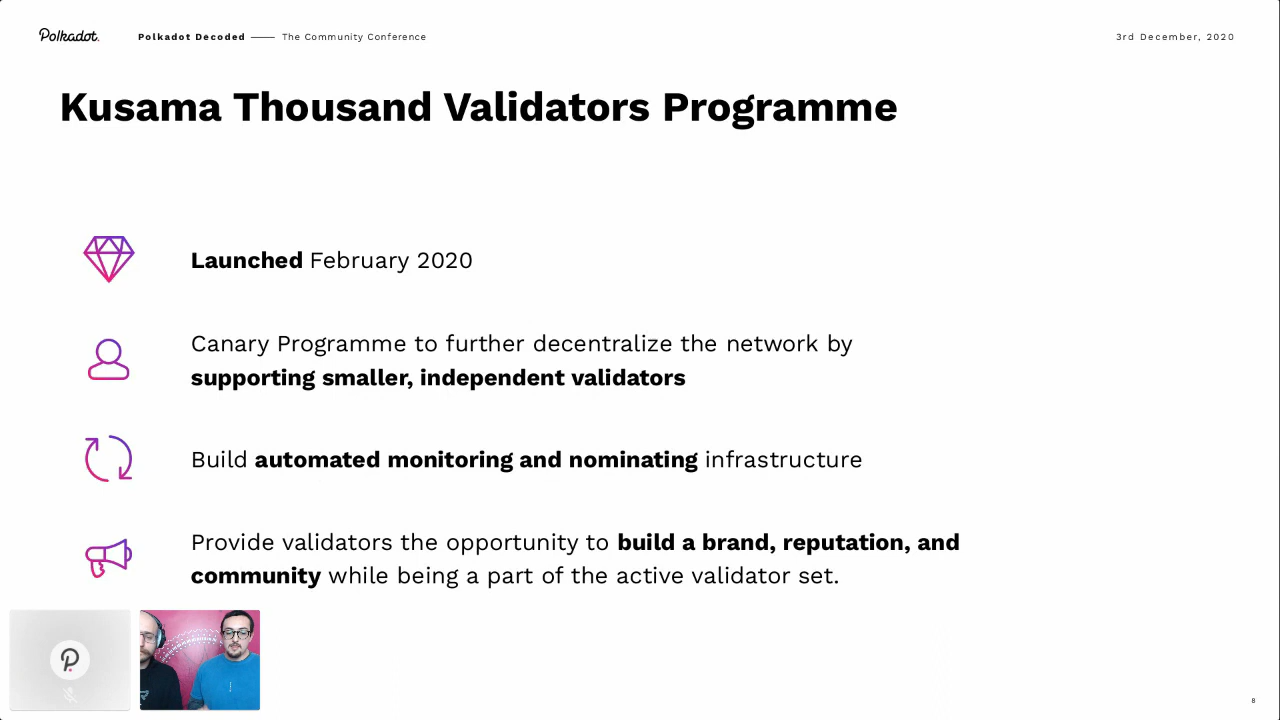 Polkadot.
Polkadot Decoded — The Community Conference
3rd December, 2020
Kusama Thousand Validators Programme
Launched February 2020
Canary Programme to further decentralize the network by
supporting smaller, independent validators
Build automated monitoring and nominating infrastructure
Provide validators the opportunity to build a brand, reputation, and
community while being a part of the active validator set.
8